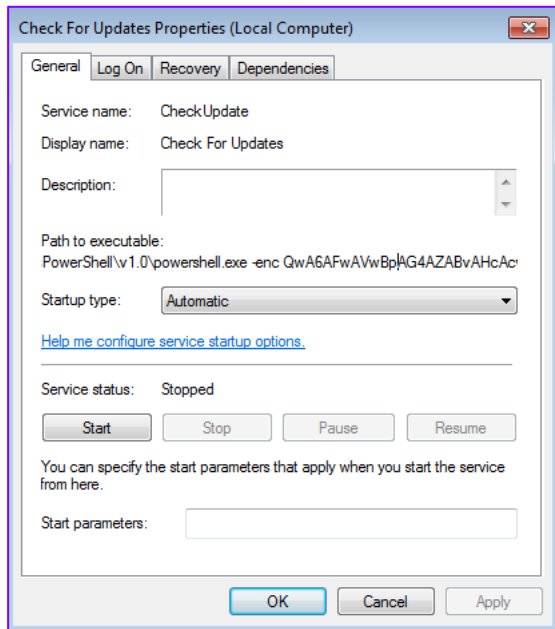 Check For Updates Properties (Local Computer)
General Log On Recovery Dependencies
Service name: CheckUpdate
Display name: Check For Updates
Description:
Path to executable:
PowerShell\v1.0\powershell.exe -enc QwA6AFwAVwBpAG4AZABvAHcAc
Startup type: Automatic
Help me configure service startup options.
Service status: Stopped
Start Stop Pause Resume
You can specify the start parameters that apply when you start the service
from here.
Start parameters:
OK Cancel Apply